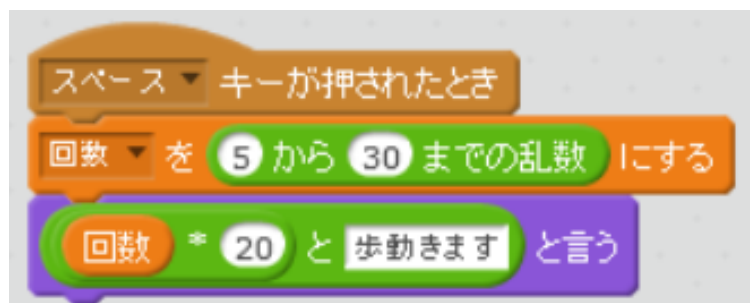 スペース キーが押されたとき
回数 を 5 から 30 までの乱数 にする
回数 * 20 と 歩動きます と言う